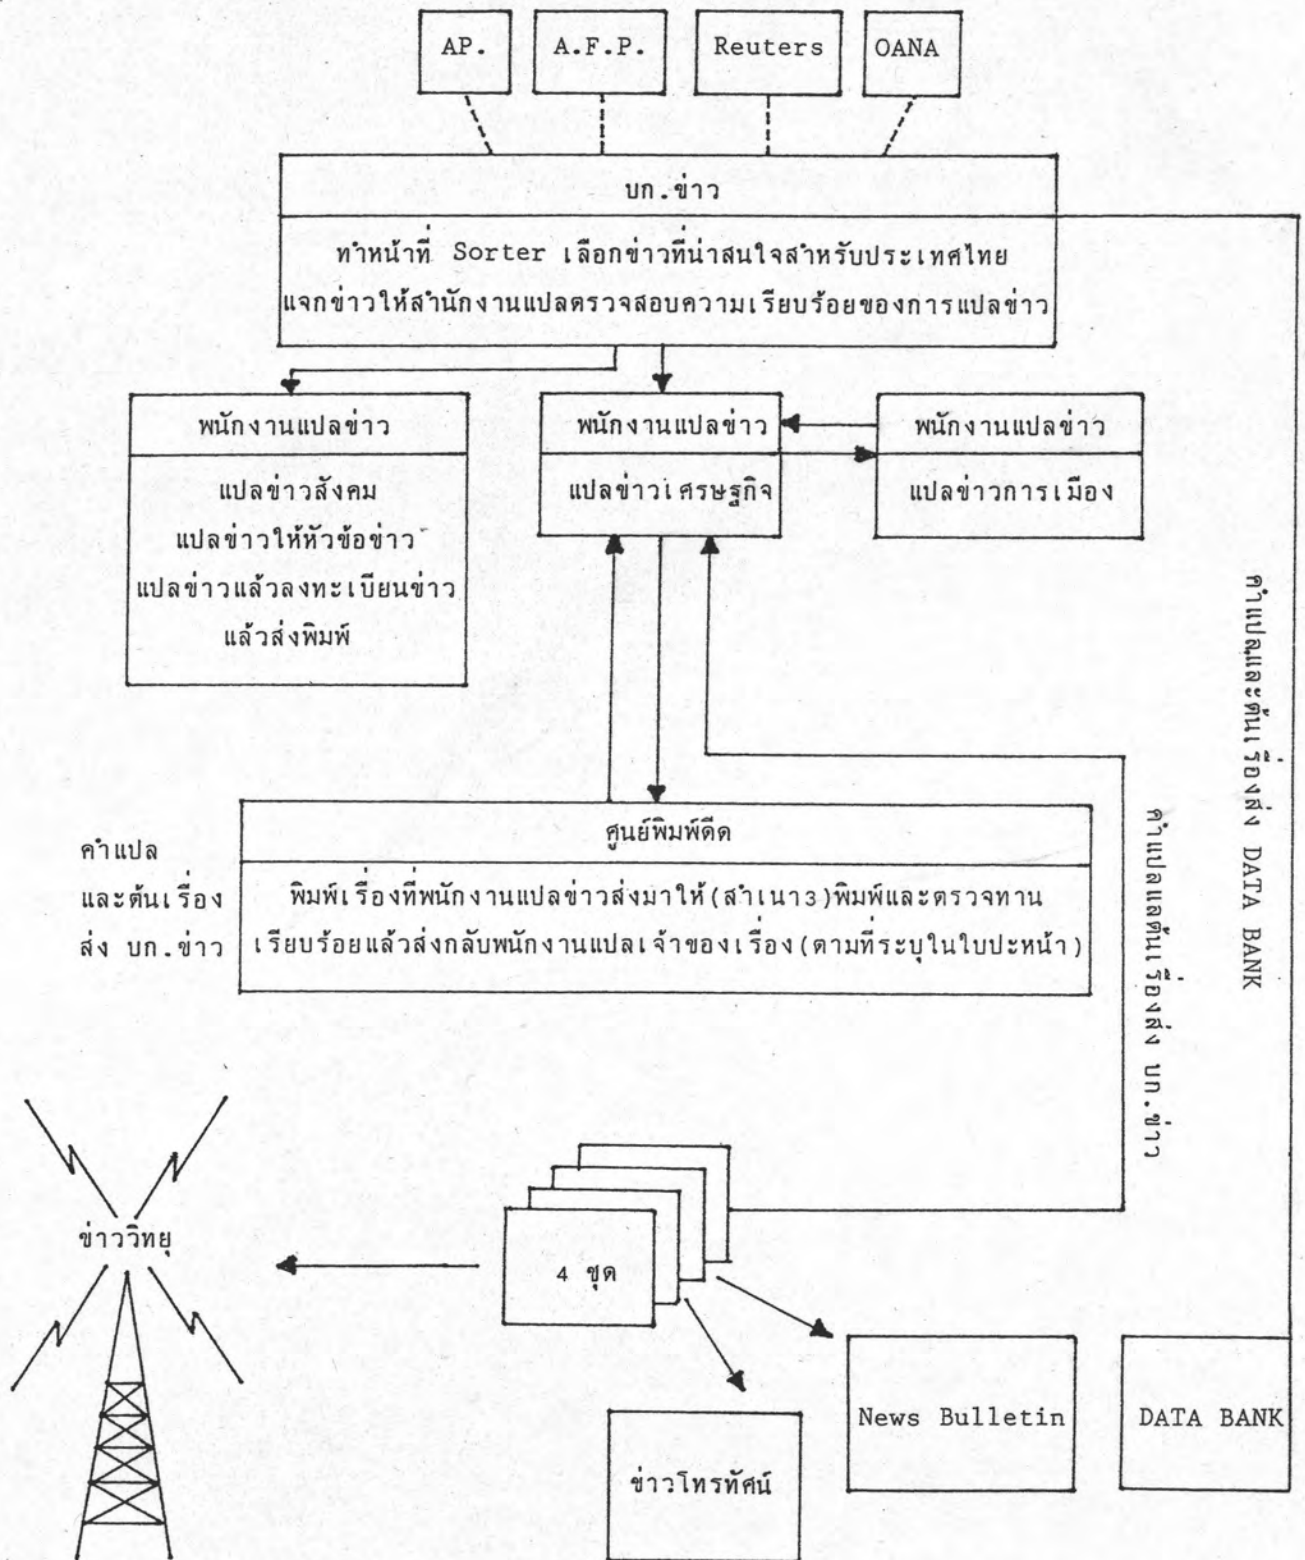 AP.
A.F.P.
Reuters
OANA
บก.ข่าว
ทำหน้าที่ Sorter เลือกข่าวที่น่าสนใจสำหรับประเทศไทย
แจกข่าวให้สำนักงานแปลตรวจสอบความเรียบร้อยของการแปลข่าว
พนักงานแปลข่าว
แปลข่าวสังคม
แปลข่าวให้หัวข้อข่าว
แปลข่าวแล้วลงทะเบียนข่าว
แล้วส่งพิมพ์
พนักงานแปลข่าว
แปลข่าวเศรษฐกิจ
พนักงานแปลข่าว
แปลข่าวการเมือง
คำแปลและต้นเรื่องส่ง DATA BANK
คำแปลแลต้นเรื่องส่ง บก.ข่าว
คำแปล
และต้นเรื่อง
ส่ง บก.ข่าว
ศูนย์พิมพ์ดีด
พิมพ์เรื่องที่พนักงานแปลข่าวส่งมาให้(สำเนา3)พิมพ์และตรวจทาน
เรียบร้อยแล้วส่งกลับพนักงานแปลเจ้าของเรื่อง(ตามที่ระบุในใบปะหน้า)
ข่าววิทยุ
4 ชุด
ข่าวโทรทัศน์
News Bulletin
DATA BANK